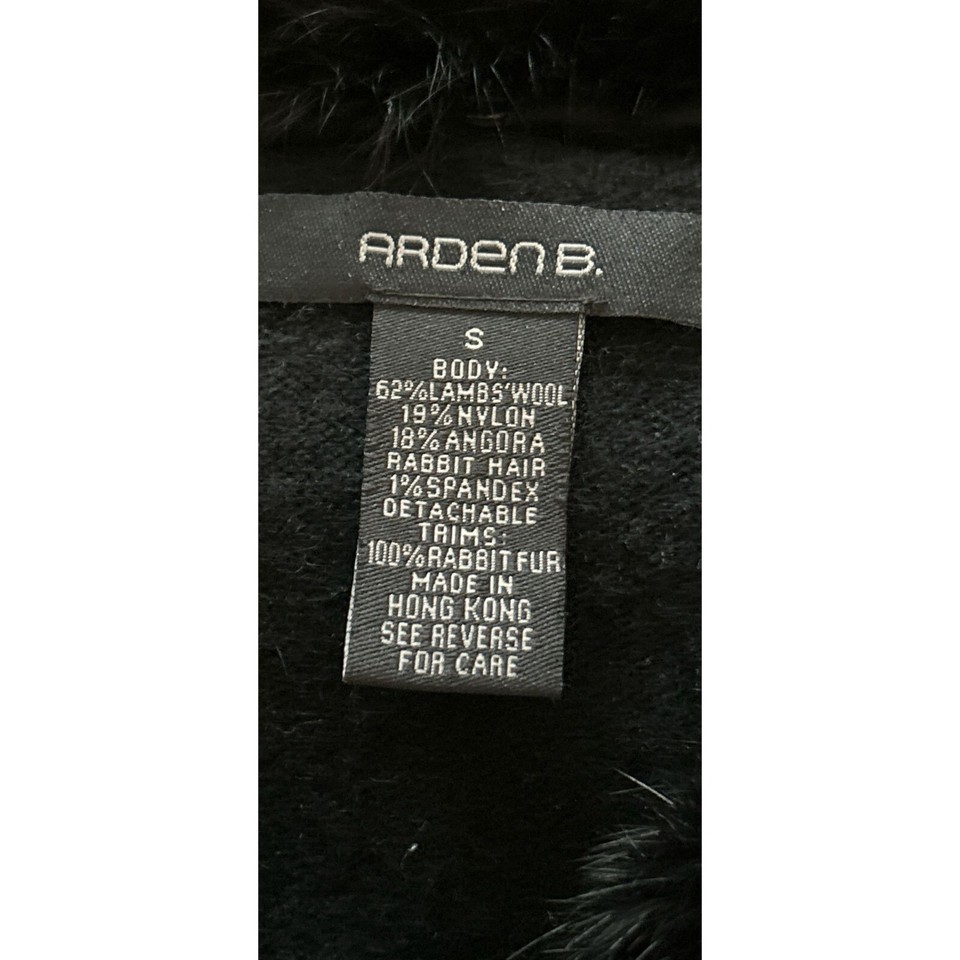 ARDEN B.
S
BODY:
62%LAMBS'WOOL
19%NYLON
18%ANGORA
RABBIT HAIR
1%SPANDEX
DETACHABLE
TRIMS:
100%RABBIT FUR
MADE IN
HONG KONG
SEE REVERSE
FOR CARE